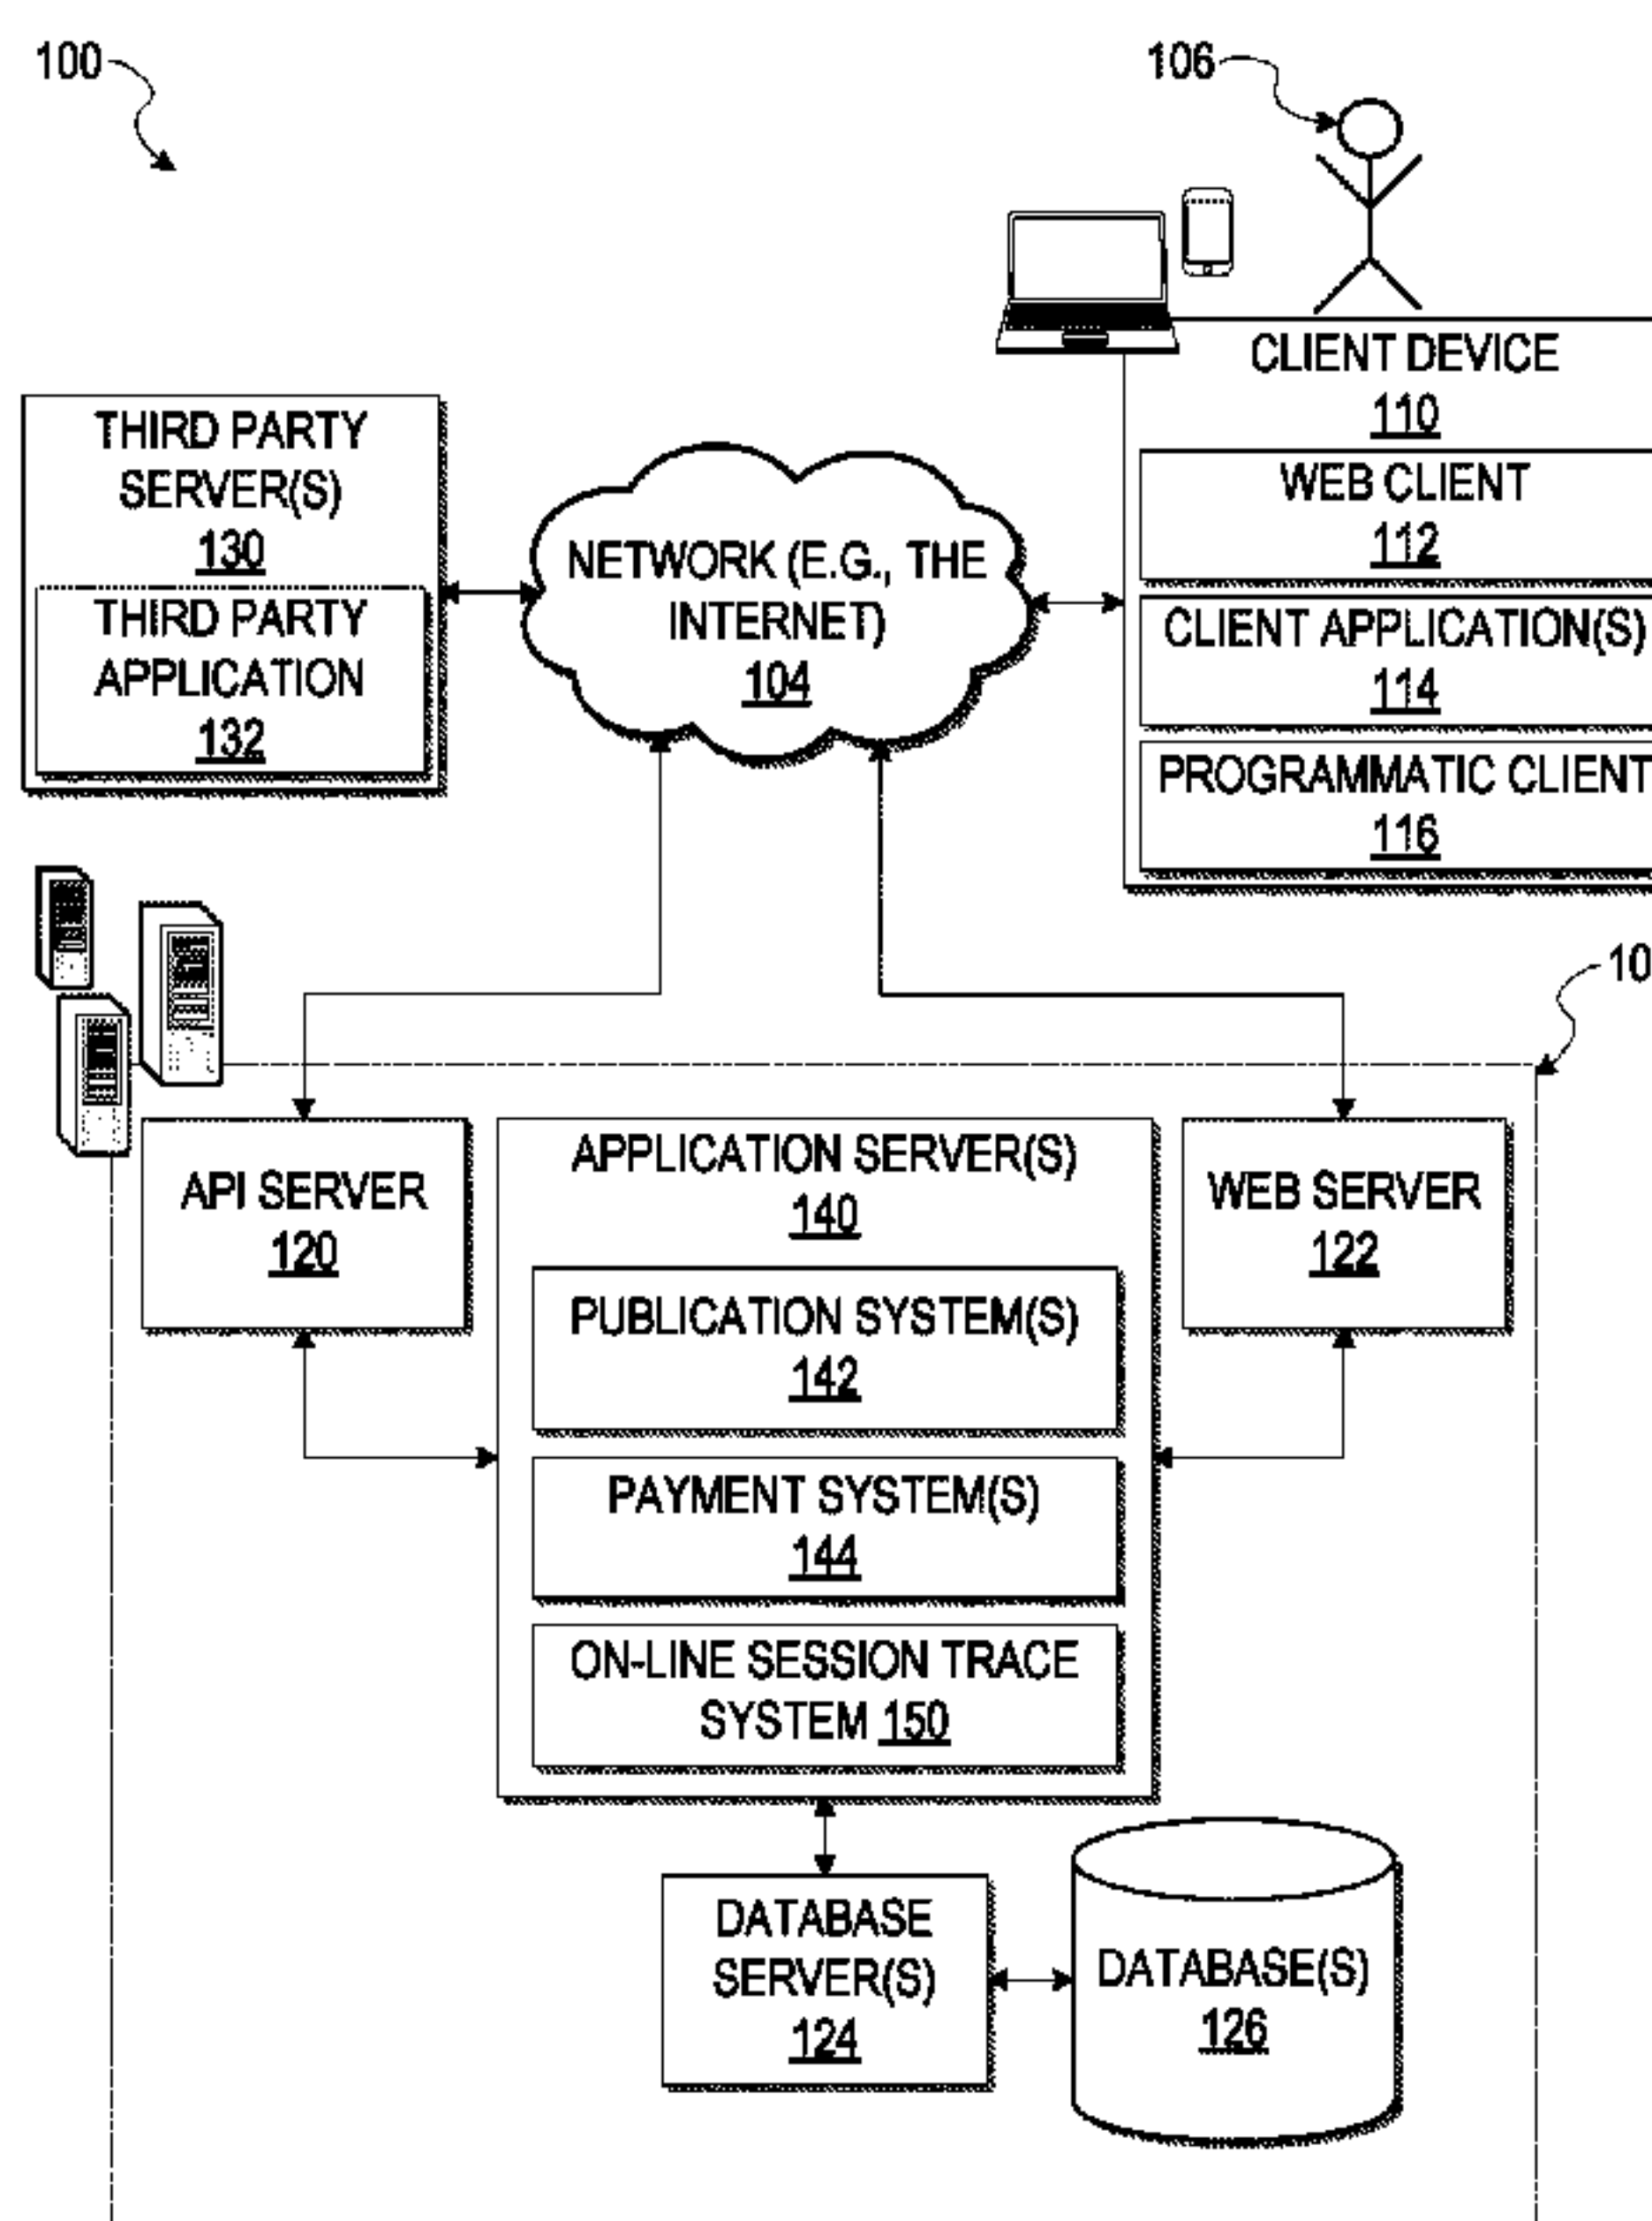 100
106
CLIENT DEVICE
110
WEB CLIENT
112
CLIENT APPLICATION(S)
114
PROGRAMMATIC CLIENT
116
THIRD PARTY
SERVER(S)
130
THIRD PARTY
APPLICATION
132
NETWORK (E.G., THE
INTERNET)
104
10
API SERVER
120
APPLICATION SERVER(S)
140
PUBLICATION SYSTEM(S)
142
PAYMENT SYSTEM(S)
144
ON-LINE SESSION TRACE
SYSTEM 150
WEB SERVER
122
DATABASE
SERVER(S)
124
DATABASE(S)
126